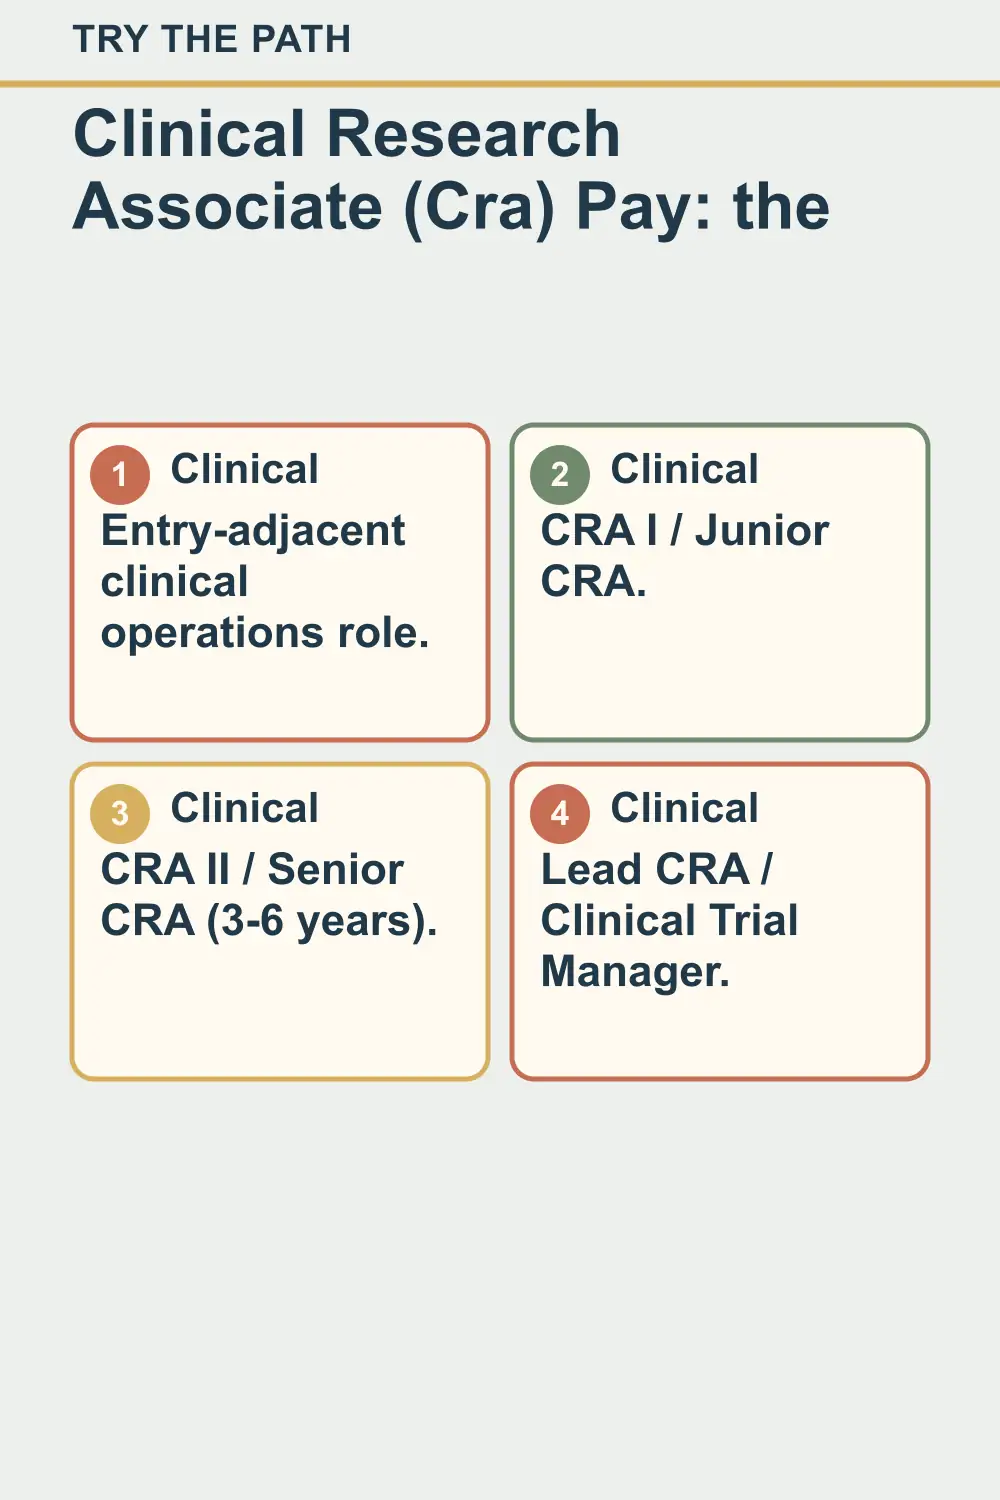 TRY THE PATH
Clinical Research
Associate (Cra) Pay: the
1 Clinical
Entry-adjacent
clinical
operations role.
2 Clinical
CRA I / Junior
CRA.
3 Clinical
CRA II / Senior
CRA (3-6 years).
4 Clinical
Lead CRA /
Clinical Trial
Manager.